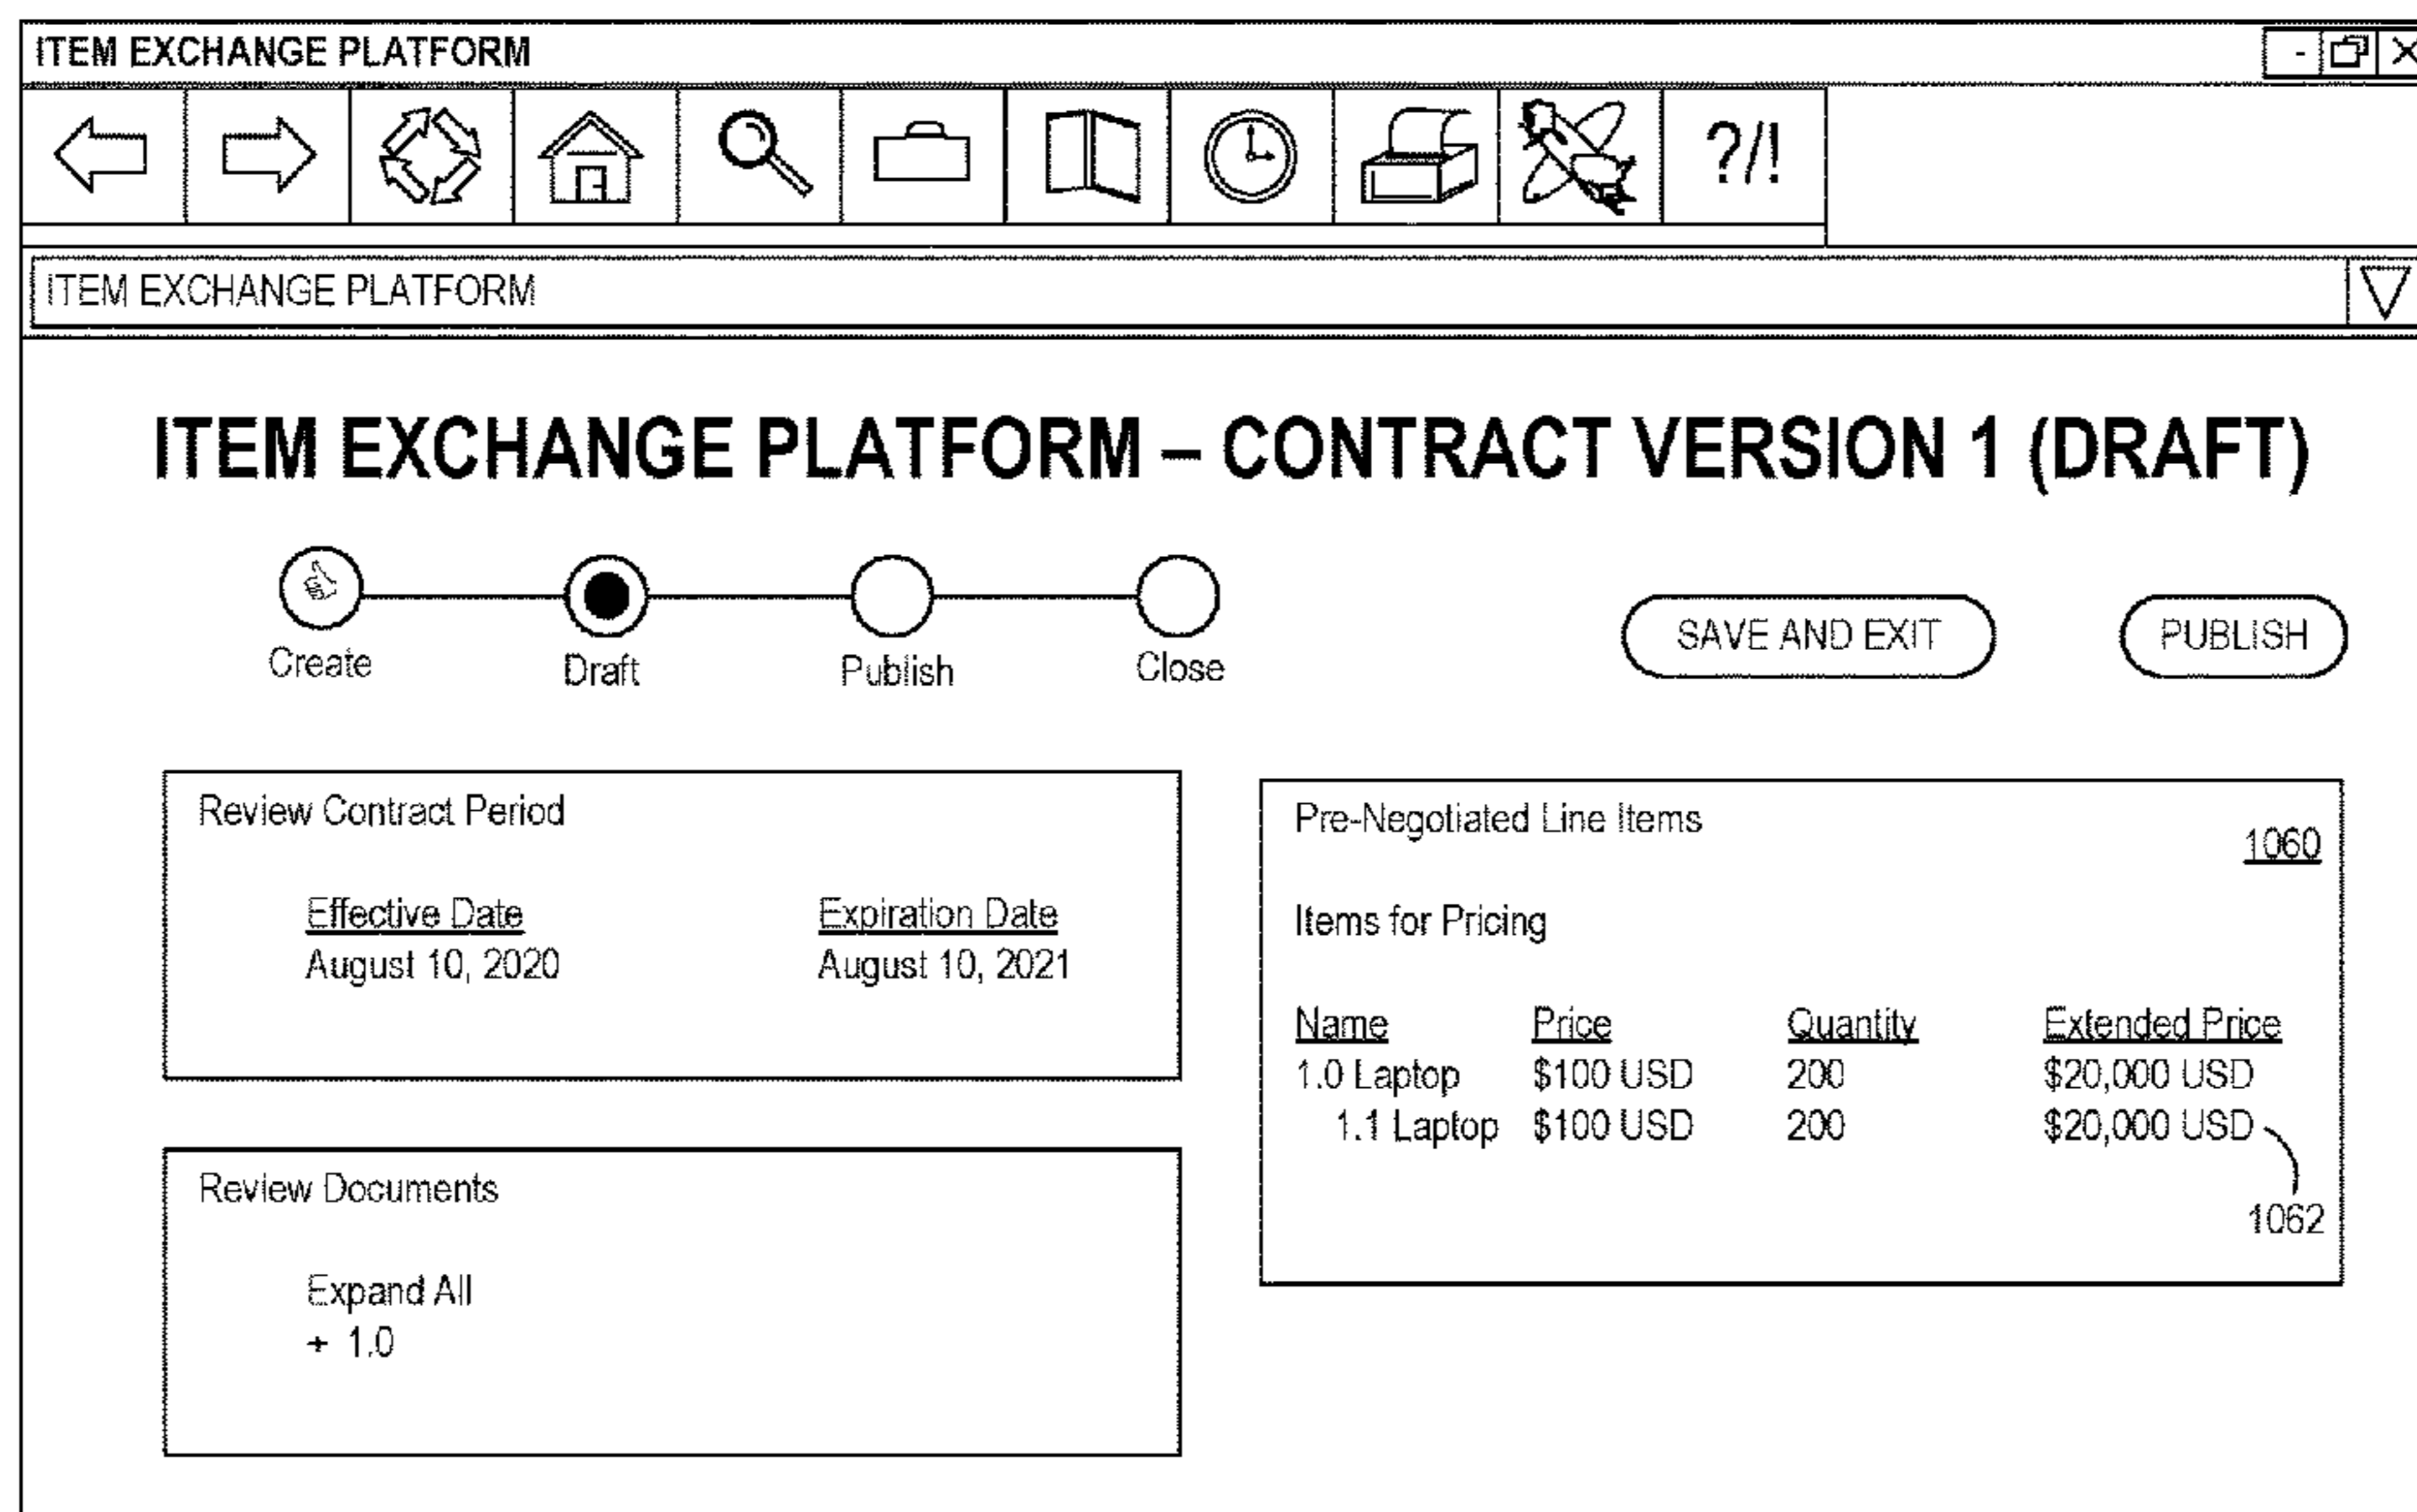 ITEM EXCHANGE PLATFORM
?/!
ITEM EXCHANGE PLATFORM
ITEM EXCHANGE PLATFORM – CONTRACT VERSION 1 (DRAFT)
Create Draft Publish Close
SAVE AND EXIT PUBLISH
Review Contract Period
Effective Date Expiration Date
August 10, 2020 August 10, 2021
Review Documents
Expand All
+ 1.0
Pre-Negotiated Line Items
1060
Items for Pricing
Name Price Quantity Extended Price
1.0 Laptop $100 USD 200 $20,000 USD
1.1 Laptop $100 USD 200 $20,000 USD
1062